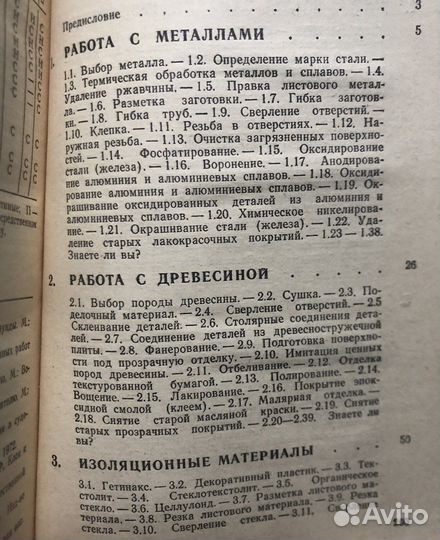 Предисловие 3
1. РАБОТА С МЕТАЛЛАМИ 5
1.1. Выбор металла. — 1.2. Определение марки стали. —
1.3. Термическая обработка металлов и сплавов. — 1.4.
Удаление ржавчины. — 1.5. Правка листового метал-
ла. — 1.6. Разметка заготовки. — 1.7. Гибка заготов-
ки. — 1.8. Гибка труб. — 1.9. Сверление отверстий. —
1.10. Клепка. — 1.11. Резьба в отверстиях. — 1.12. На-
ружная резьба. — 1.13. Очистка загрязненных поверхно-
стей. — 1.14. Фосфатирование. — 1.15. Оксидирование
стали (железа). — 1.16. Воронение. — 1.17. Анодиро-
вание алюминия и алюминиевых сплавов. — 1.18. Окси-
дирование алюминия и алюминиевых сплавов. — 1.19. Ок-
рашивание оксидированных деталей из алюминия и
алюминиевых сплавов. — 1.20. Химическое никелирова-
ние. — 1.21. Окрашивание стали (железа). — 1.22. Уда-
ление старых лакокрасочных покрытий. — 1.23 — 1.38.
Знаете ли вы?
2. РАБОТА С ДРЕВЕСИНОЙ 26
2.1. Выбор породы древесины. — 2.2. Сушка. — 2.3. По-
делочный материал. — 2.4. Сверление отверстий. — 2.5
Склеивание деталей. — 2.6. Столярные соединения дета-
лей. — 2.7. Соединение деталей из древесностружечной
плиты. — 2.8. Фанерование. — 2.9. Подготовка поверхно-
сти под прозрачную отделку. — 2.10. Имитация ценных
пород древесины. — 2.11. Отбеливание. — 2.12. Отделка
текстурованной бумагой. — 2.13. Полирование. — 2.14.
Вощение. — 2.15. Лакирование. — 2.16. Покрытие эпок-
сидной смолой (клеем). — 2.17. Малярная отделка. —
2.18. Снятие старой масляной краски. — 2.19. Снятие
старых прозрачных покрытий. — 2.20—2.39. Знаете ли
вы?
3. ИЗОЛЯЦИОННЫЕ МАТЕРИАЛЫ 50
3.1. Гетинакс. — 3.2. Декоративный пластик. — 3.3. Тек-
столит. — 3.4. Стеклотекстолит. — 3.5. Органическое
стекло. — 3.6. Целлулоид. — 3.7. Разметка листового ма-
териала. — 3.8. Резка листового материала. — 3.9. Резка
стекла. — 3.10. Сверление стекла. — 3.11.
Avito